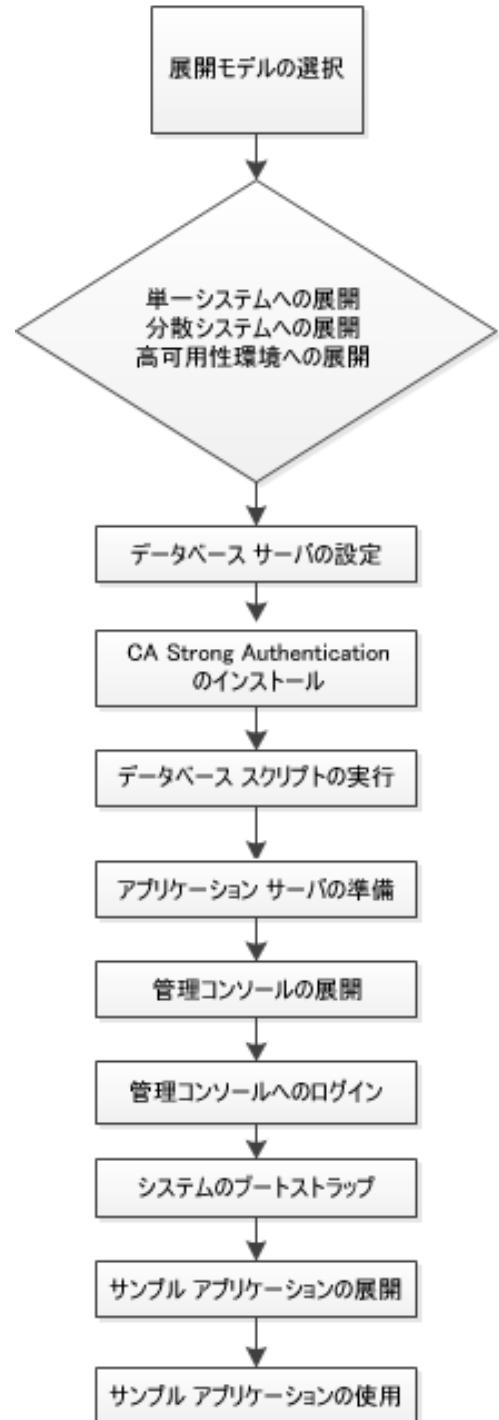 展開モデルの選択
単一システムへの展開
分散システムへの展開
高可用性環境への展開
データベース サーバの設定
CA Strong Authentication
のインストール
データベース スクリプトの実行
アプリケーション サーバの準備
管理コンソールの展開
管理コンソールへのログイン
システムのブートストラップ
サンプル アプリケーションの展開
サンプル アプリケーションの使用